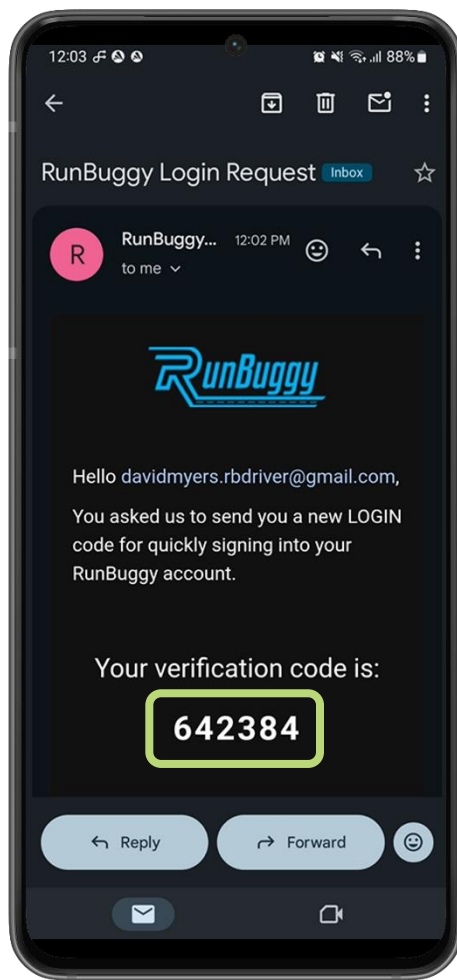 12:03
88%
RunBuggy Login Request Inbox
R
RunBuggy... 12:02 PM
to me
RunBuggy
Hello davidmyers.rbdriver@gmail.com,
You asked us to send you a new LOGIN
code for quickly signing into your
RunBuggy account.
Your verification code is:
642384
Reply Forward